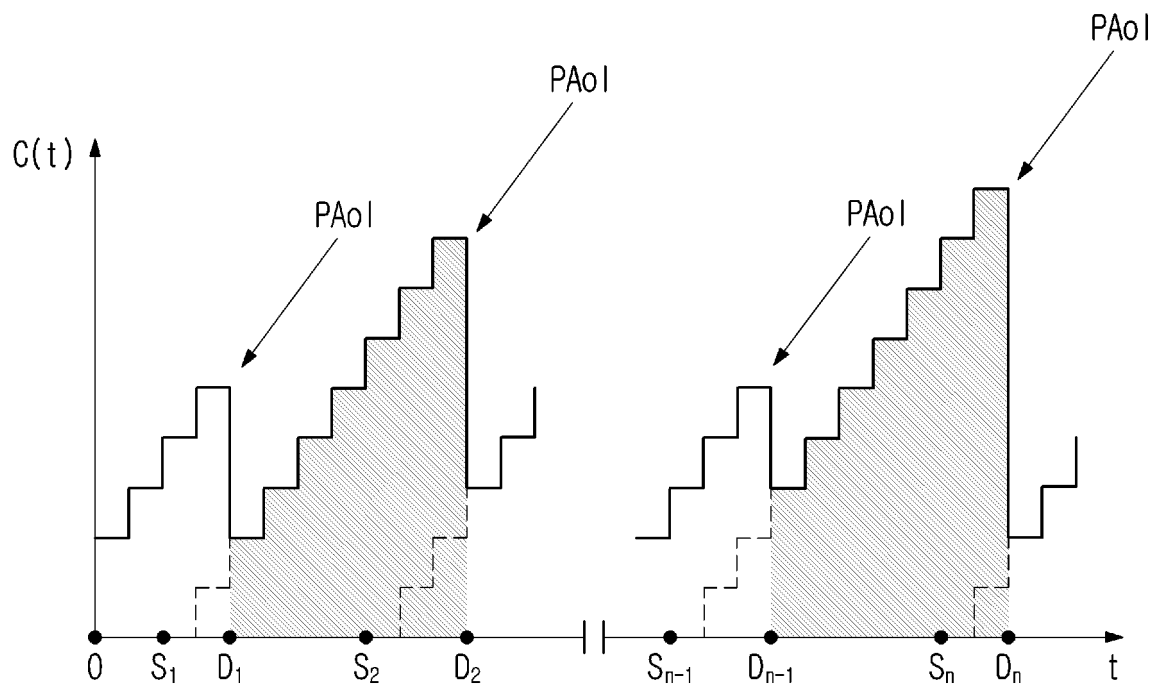 PAoI
PAoI
C(t)
PAoI
PAoI
0
S1
D1
S2
D2
Sn-1
Dn-1
Sn
Dn
t